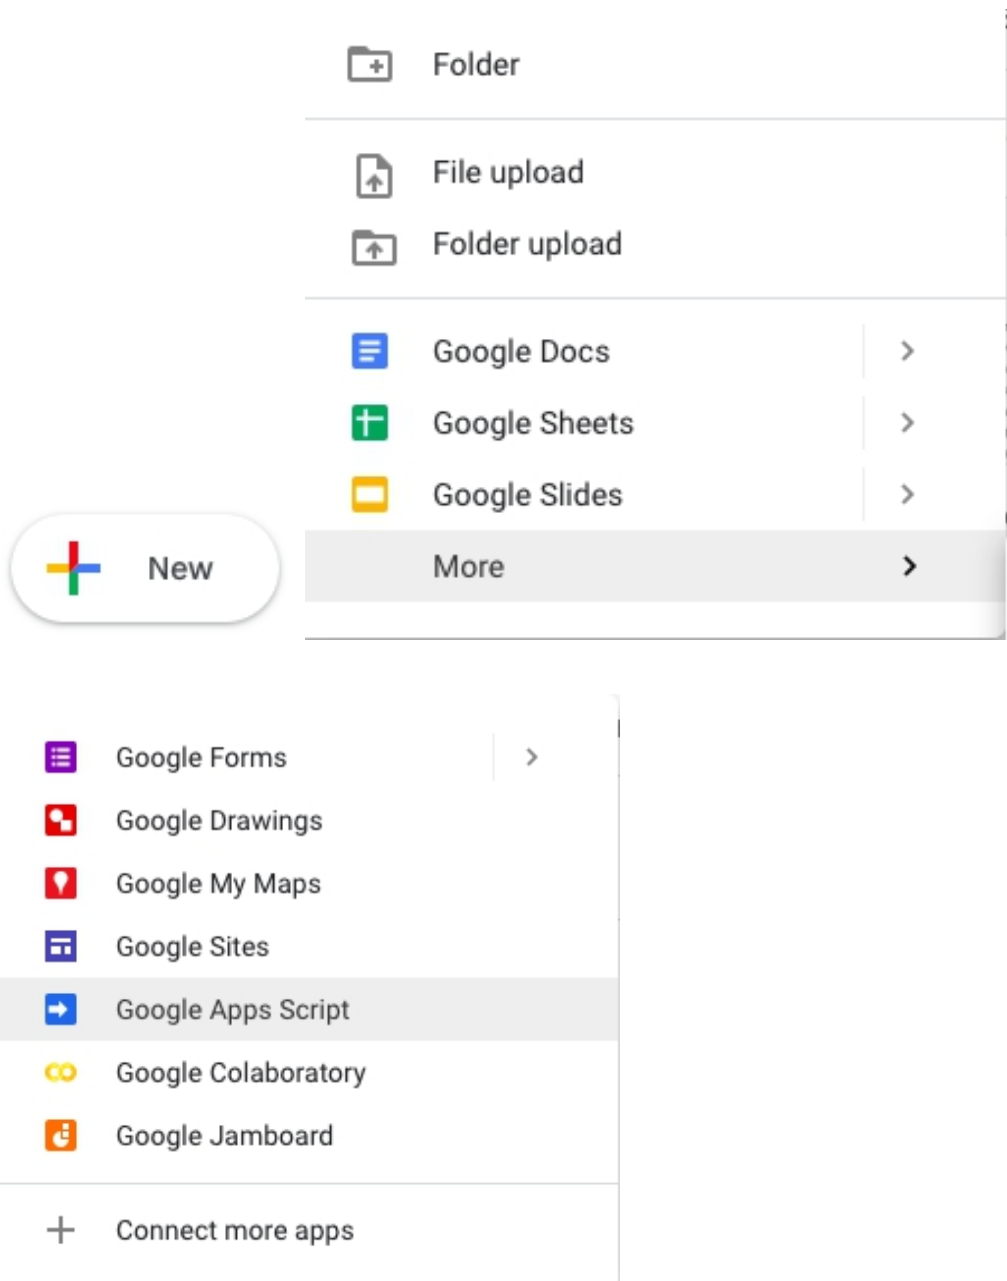 Folder
File upload
Folder upload
Google Docs
Google Sheets
Google Slides
New
More
Google Forms
Google Drawings
Google My Maps
Google Sites
Google Apps Script
Google Colaboratory
Google Jamboard
Connect more apps